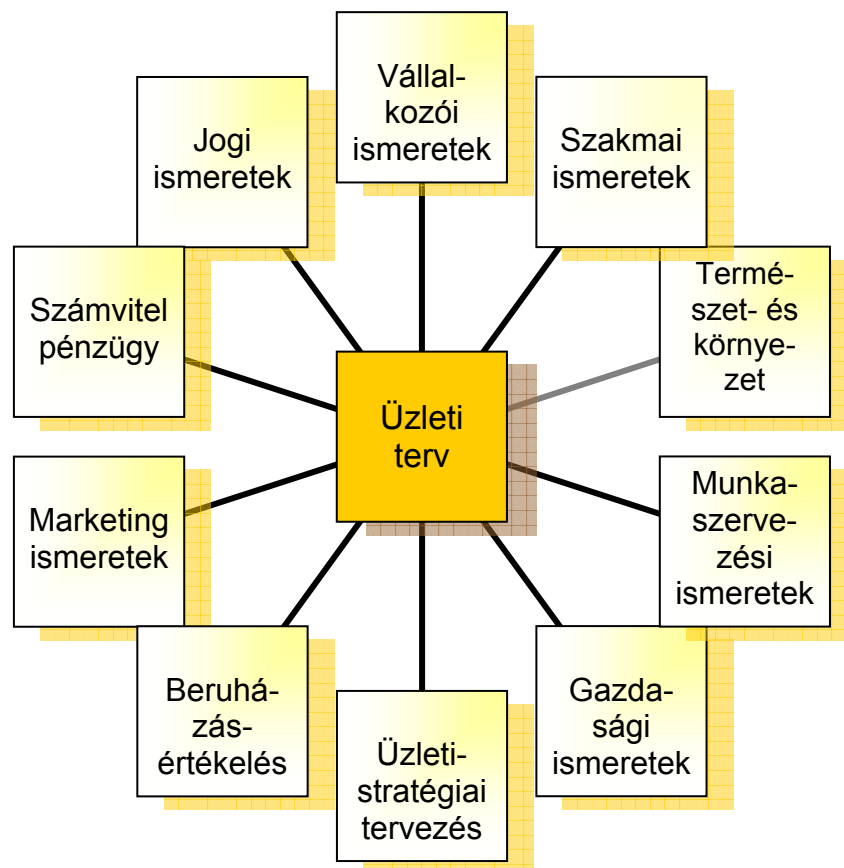 Vállal-
kozói
ismeretek
Szakmai
ismeretek
Termé-
szet- és
környe-
zet
Munka-
szerve-
zési
ismeretek
Gazda-
sági
ismeretek
Üzleti-
stratégiai
tervezés
Beruhá-
zás-
értékelés
Marketing
ismeretek
Számvitel
pénzügy
Jogi
ismeretek
Üzleti
terv